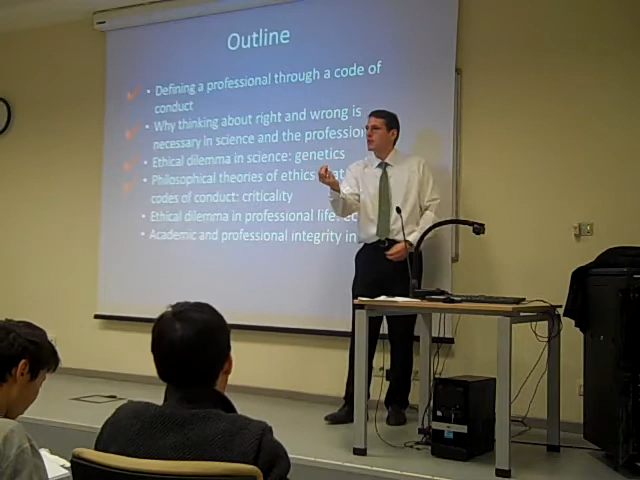 Outline
• Defining a professional through a code of
conduct
• Why thinking about right and wrong is
necessary in science and the profession
• Ethical dilemma in science: genetics
• Philosophical theories of ethics
codes of conduct: criticality
• Ethical dilemma in professional life:
• Academic and professional integrity in